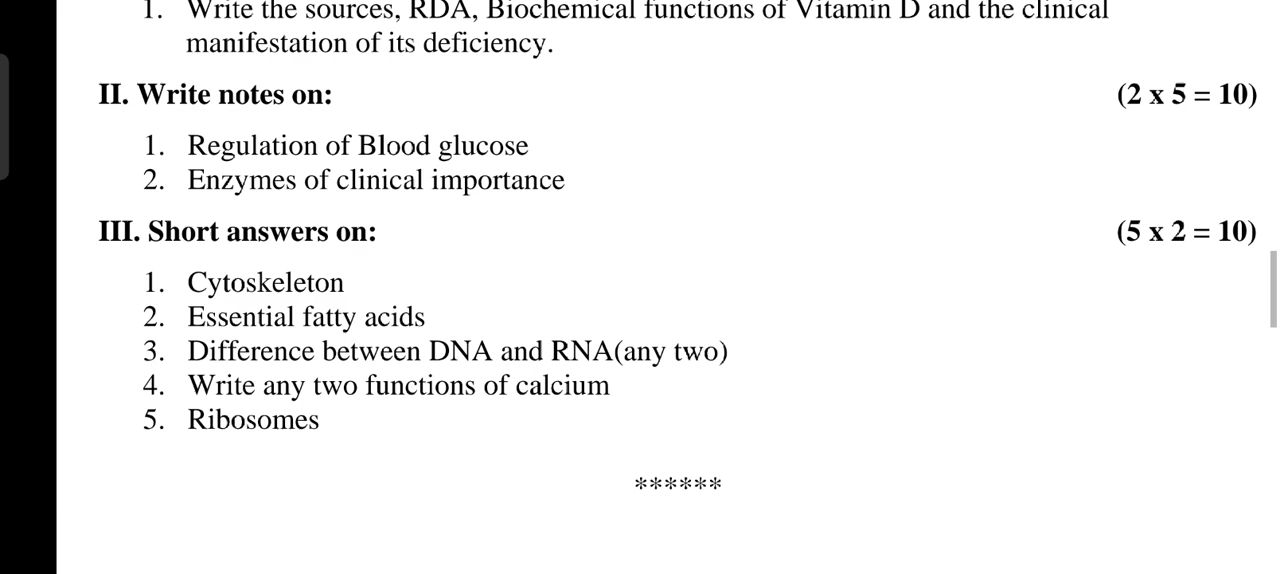 1. Write the sources, RDA, Biochemical functions of Vitamin D and the clinical
manifestation of its deficiency.
II. Write notes on: (2 x 5 = 10)
1. Regulation of Blood glucose
2. Enzymes of clinical importance
III. Short answers on: (5 x 2 = 10)
1. Cytoskeleton
2. Essential fatty acids
3. Difference between DNA and RNA(any two)
4. Write any two functions of calcium
5. Ribosomes
******